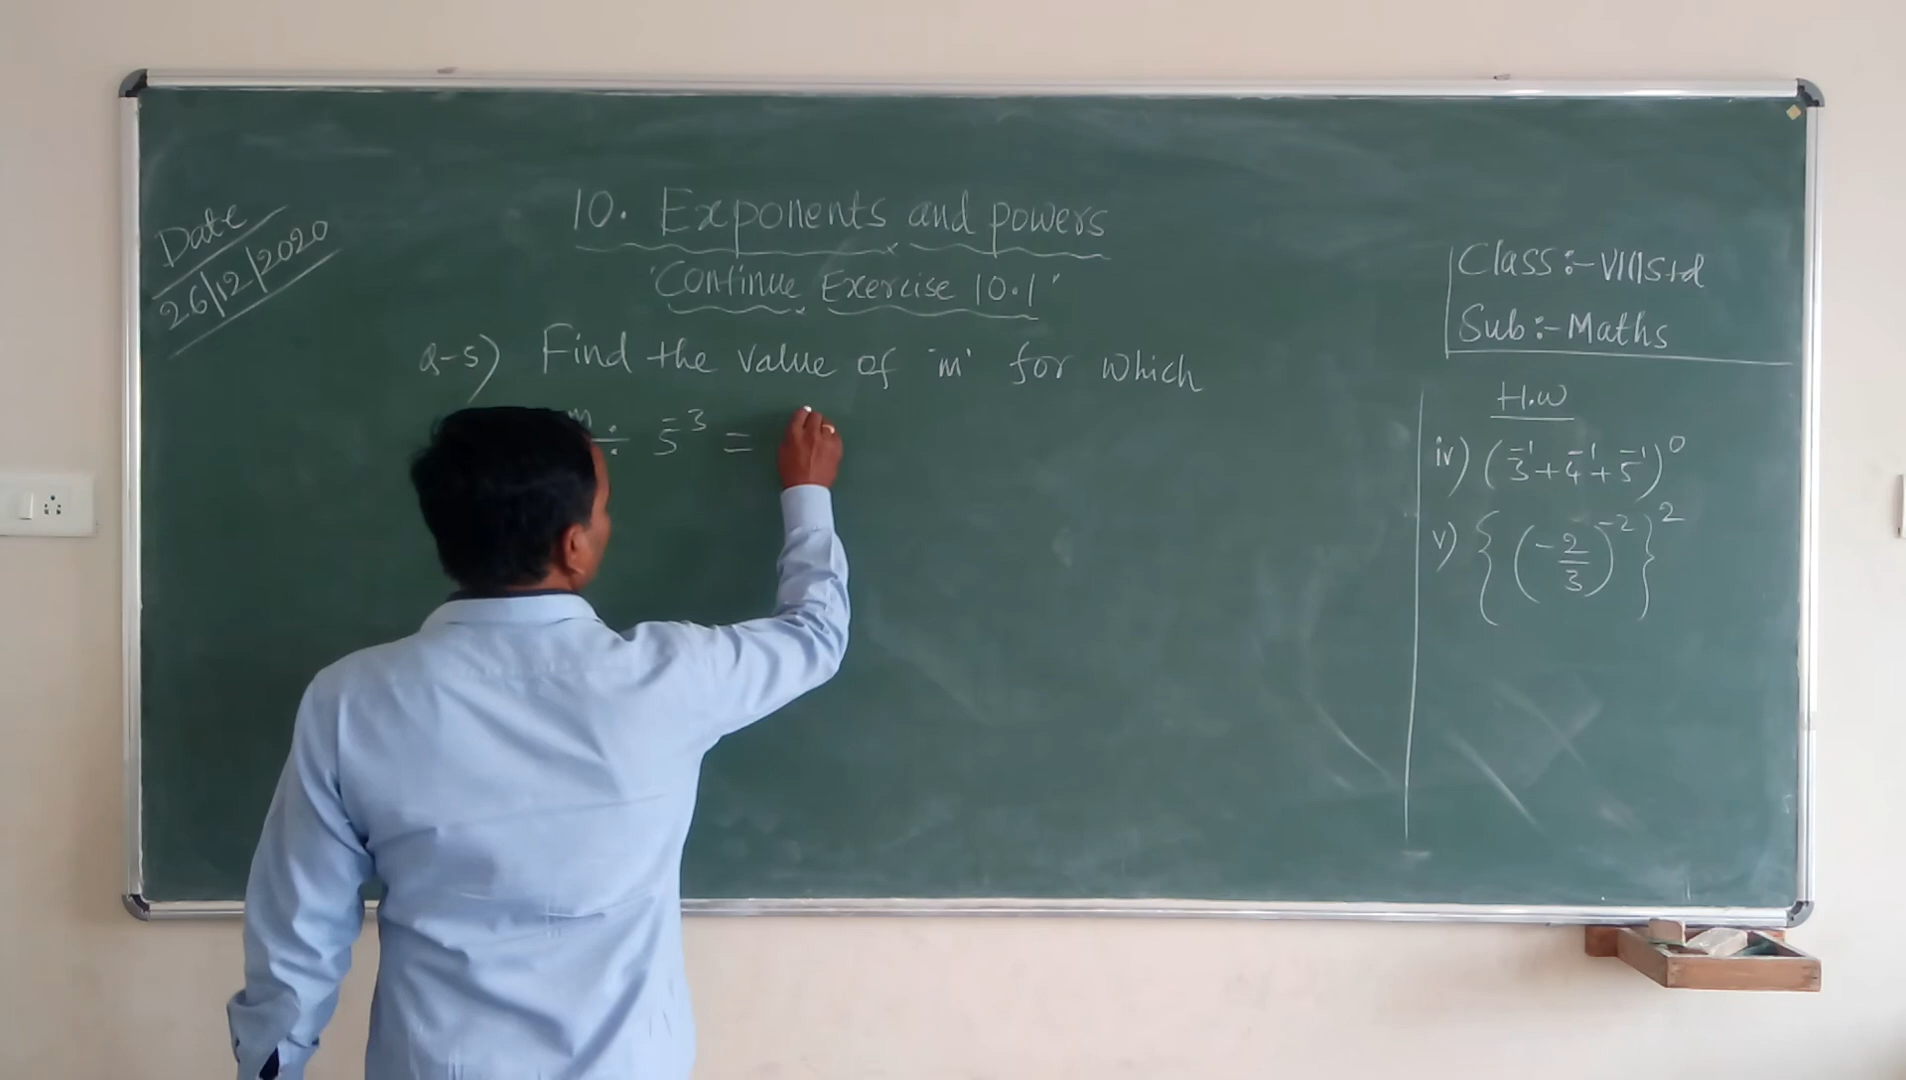 Date
26/12/2020
10. Exponents and powers
"Continue Exercise 10.1"
Q-5) Find the value of 'm' for which
m ÷ 5⁻³ =
Class:- VIII Std
Sub:- Maths
H.W
iv) (3⁻¹+4⁻¹+5⁻¹)⁰
v) {(-2/3)⁻²}²